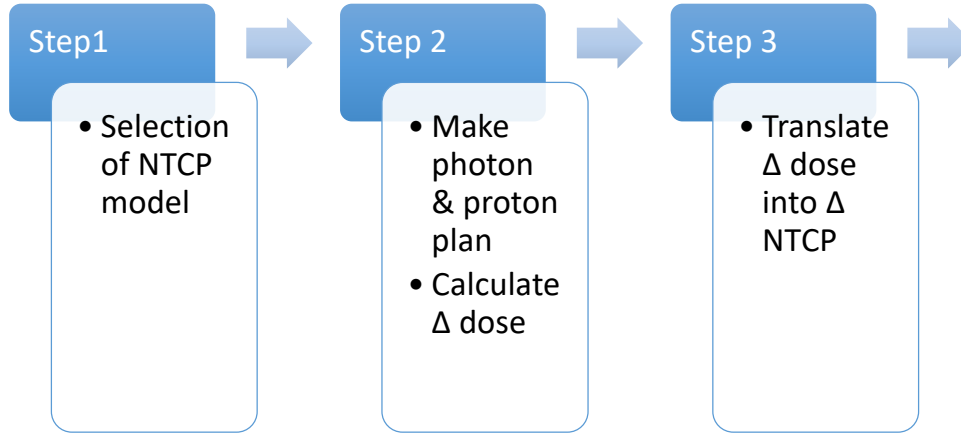 Step1
• Selection
of NTCP
model
Step 2
• Make
photon
& proton
plan
• Calculate
Δ dose
Step 3
• Translate
Δ dose
into Δ
NTCP